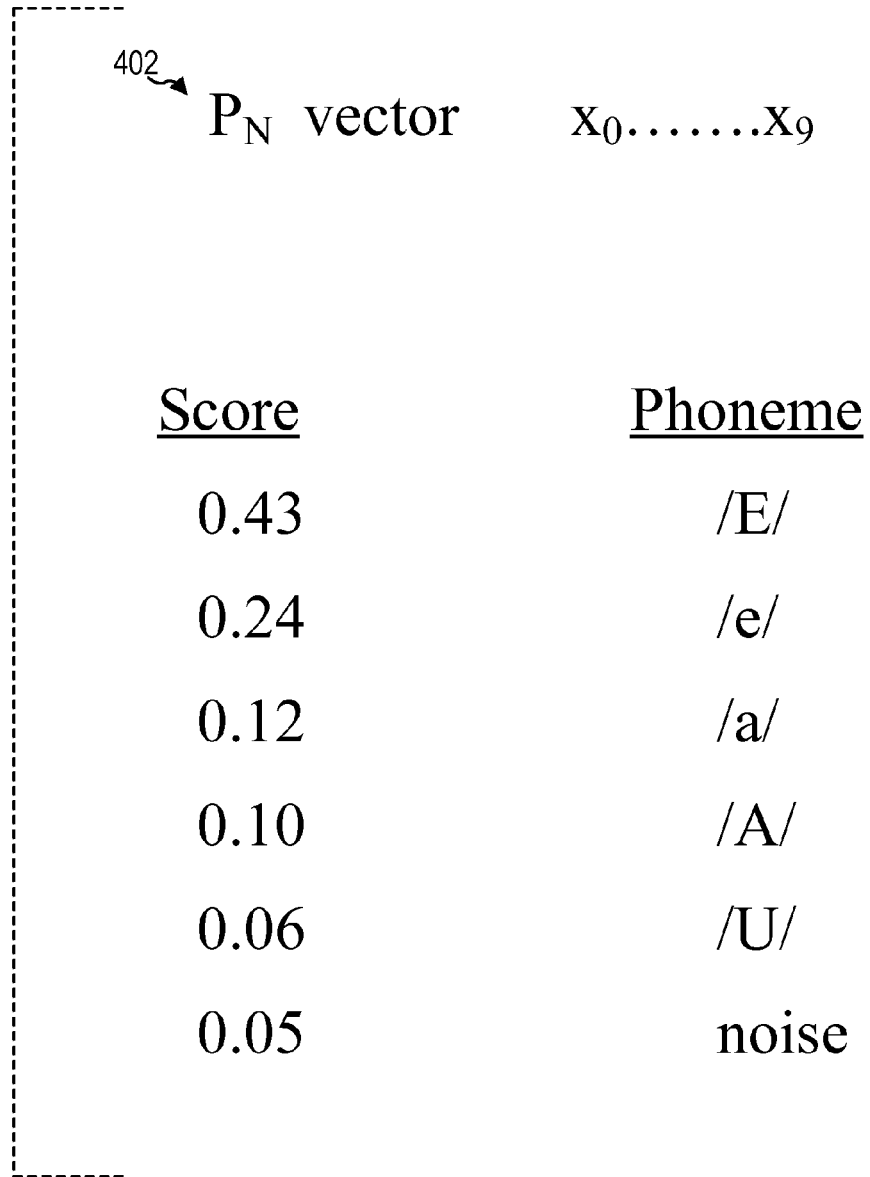 402
P_N vector x_0.......x_9
Score Phoneme
0.43 /E/
0.24 /e/
0.12 /a/
0.10 /A/
0.06 /U/
0.05 noise